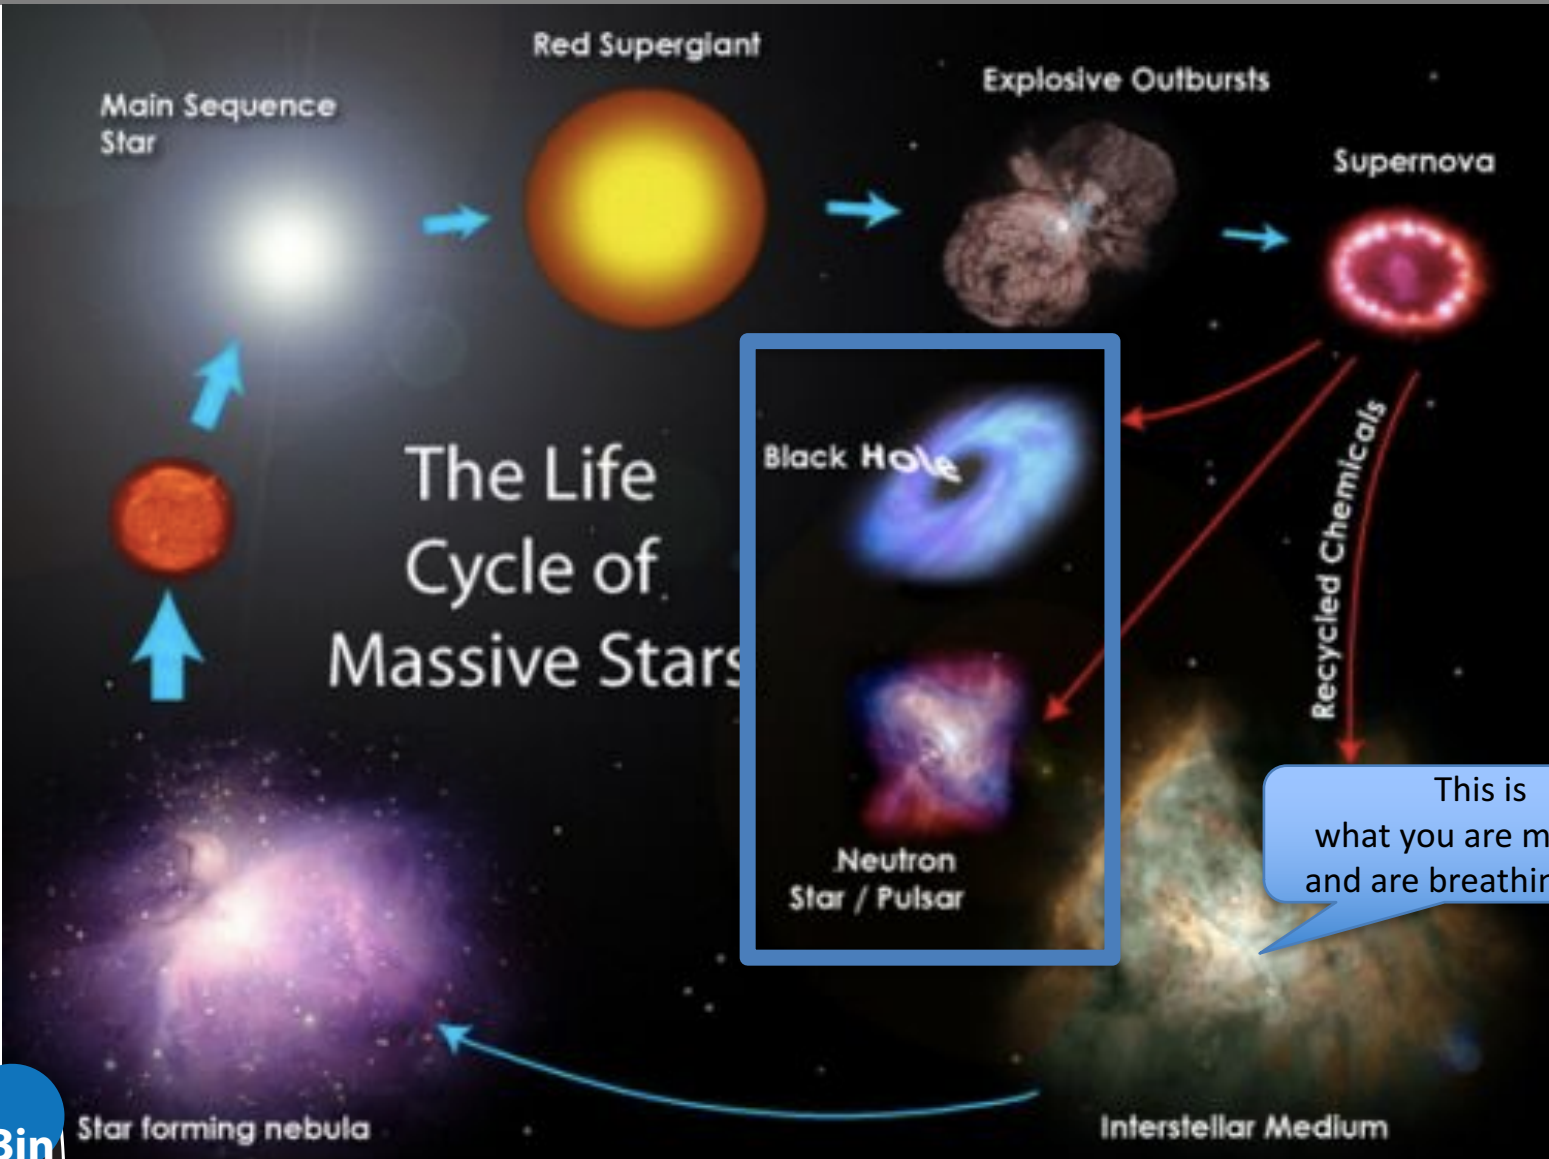 Red Supergiant
Explosive Outbursts
Main Sequence
Star
Supernova
The Life
Cycle of
Massive Stars
Black Hole
Recycled Chemicals
This is
what you are m
and are breathin
Neutron
Star / Pulsar
Star forming nebula
Interstellar Medium
3in